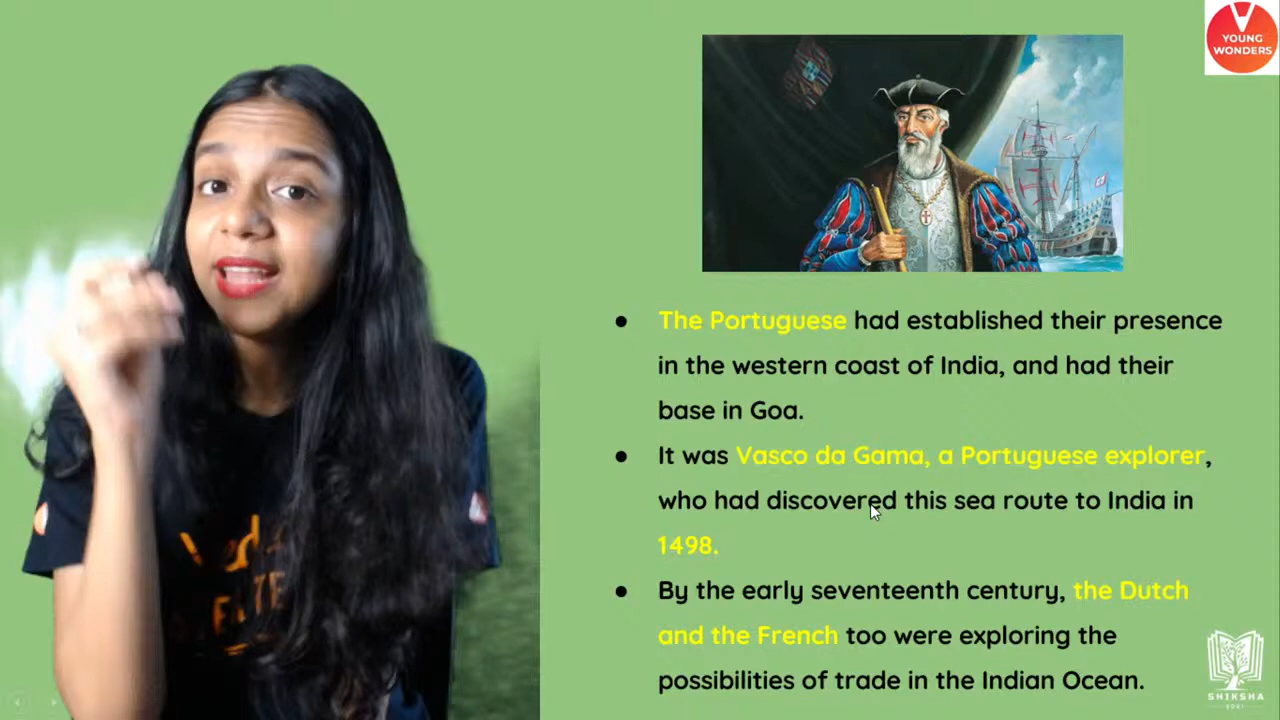 YOUNG
WONDERS
● The Portuguese had established their presence
in the western coast of India, and had their
base in Goa.
● It was Vasco da Gama, a Portuguese explorer,
who had discovered this sea route to India in
1498.
● By the early seventeenth century, the Dutch
and the French too were exploring the
possibilities of trade in the Indian Ocean.
SHIKSHA